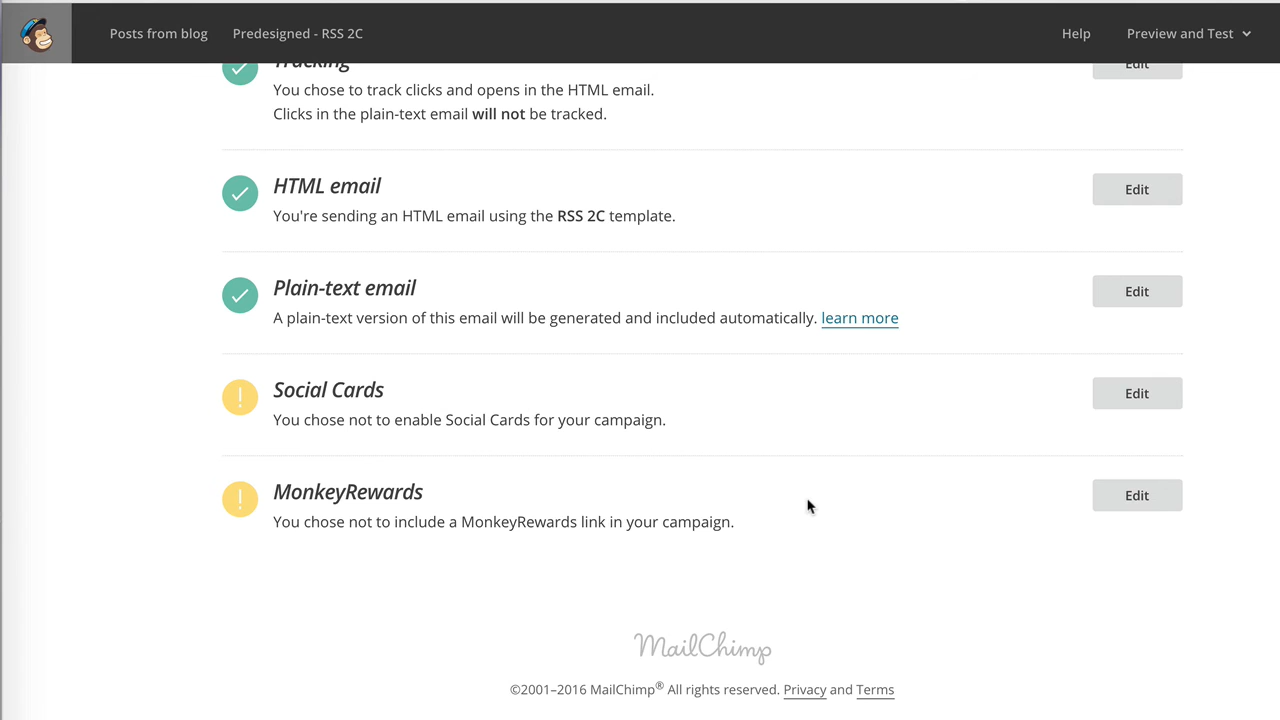 Posts from blog Predesigned - RSS 2C Help Preview and Test
Tracking Edit
You chose to track clicks and opens in the HTML email.
Clicks in the plain-text email will not be tracked.
HTML email Edit
You're sending an HTML email using the RSS 2C template.
Plain-text email Edit
A plain-text version of this email will be generated and included automatically. learn more
Social Cards Edit
You chose not to enable Social Cards for your campaign.
MonkeyRewards Edit
You chose not to include a MonkeyRewards link in your campaign.
MailChimp
©2001–2016 MailChimp® All rights reserved. Privacy and Terms